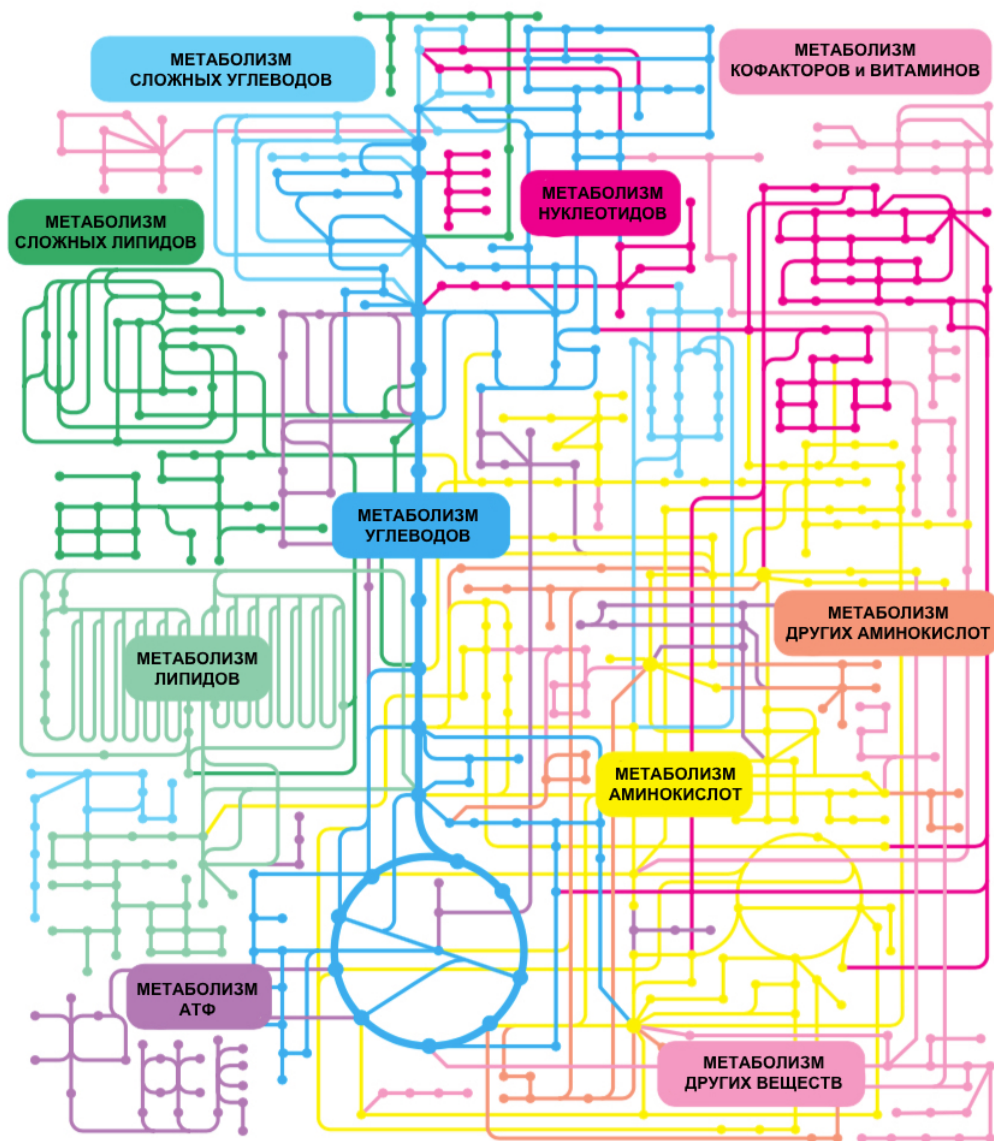 МЕТАБОЛИЗМ
СЛОЖНЫХ УГЛЕВОДОВ
МЕТАБОЛИЗМ
КОФАКТОРОВ и ВИТАМИНОВ
МЕТАБОЛИЗМ
НУКЛЕОТИДОВ
МЕТАБОЛИЗМ
СЛОЖНЫХ ЛИПИДОВ
МЕТАБОЛИЗМ
УГЛЕВОДОВ
МЕТАБОЛИЗМ
ДРУГИХ АМИНОКИСЛОТ
МЕТАБОЛИЗМ
ЛИПИДОВ
МЕТАБОЛИЗМ
АМИНОКИСЛОТ
МЕТАБОЛИЗМ
АТФ
МЕТАБОЛИЗМ
ДРУГИХ ВЕЩЕСТВ